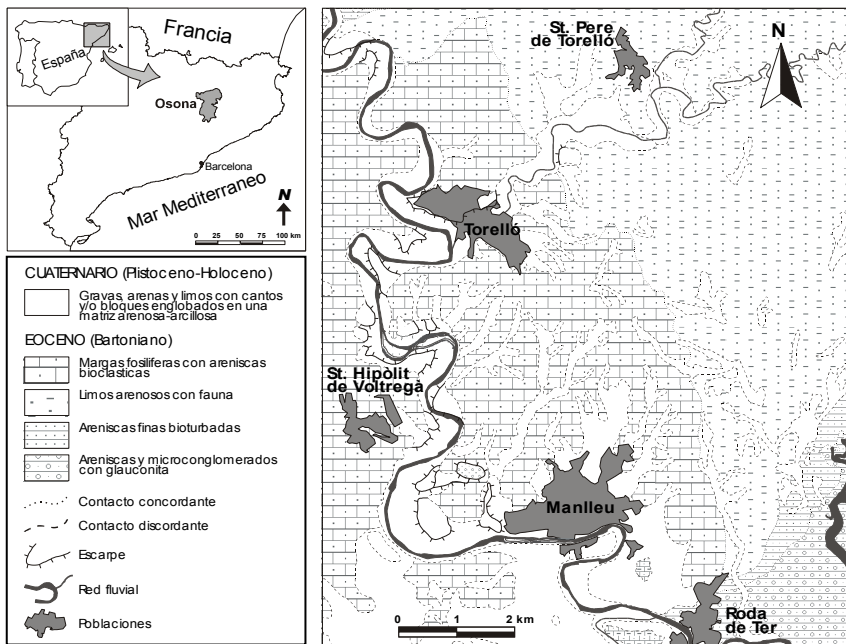 Francia
España
Osona
Barcelona
Mar Mediterraneo
N
0 25 50 75 100 km
CUATERNARIO (Plistoceno-Holoceno)
Gravas, arenas y limos con cantos
y/o bloques englobados en una
matriz arenosa-arcillosa
EOCENO (Bartoniano)
Margas fosilíferas con areniscas
bioclásticas
Limos arenosos con fauna
Areniscas finas bioturbadas
Areniscas y microconglomerados
con glauconita
Contacto concordante
Contacto discordante
Escarpe
Red fluvial
Poblaciones
St. Pere
de Torelló
N
Torelló
St. Hipòlit
de Voltregà
Manlleu
Roda
de Ter
0 1 2 km